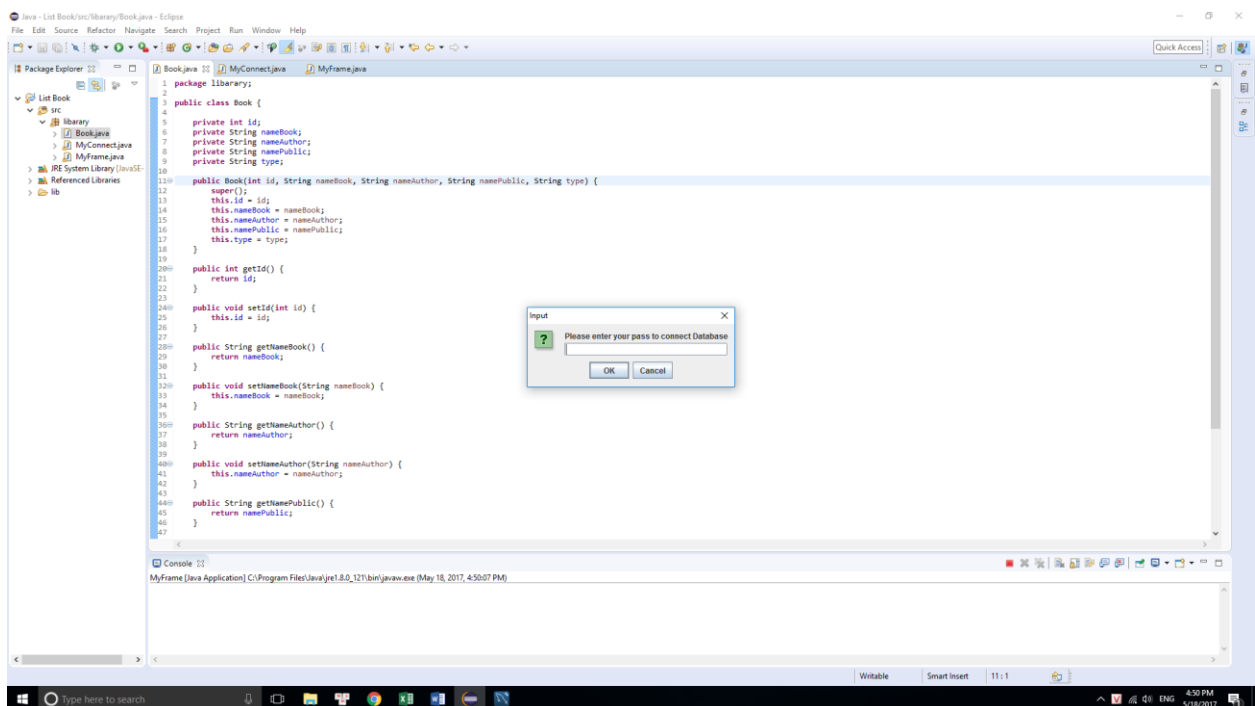 Java - List Book/src/libarary/Book.java - Eclipse
File Edit Source Refactor Navigate Search Project Run Window Help
Quick Access
Package Explorer
List Book
src
libarary
Book.java
MyConnect.java
MyFrame.java
JRE System Library [JavaSE-
Referenced Libraries
lib
Book.java MyConnect.java MyFrame.java
1 package libarary;
2
3 public class Book {
4
5 private int id;
6 private String nameBook;
7 private String nameAuthor;
8 private String namePublic;
9 private String type;
10
11 public Book(int id, String nameBook, String nameAuthor, String namePublic, String type) {
12 super();
13 this.id = id;
14 this.nameBook = nameBook;
15 this.nameAuthor = nameAuthor;
16 this.namePublic = namePublic;
17 this.type = type;
18 }
19
20 public int getId() {
21 return id;
22 }
23
24 public void setId(int id) {
25 this.id = id;
26 }
27
28 public String getNameBook() {
29 return nameBook;
30 }
31
32 public void setNameBook(String nameBook) {
33 this.nameBook = nameBook;
34 }
35
36 public String getNameAuthor() {
37 return nameAuthor;
38 }
39
40 public void setNameAuthor(String nameAuthor) {
41 this.nameAuthor = nameAuthor;
42 }
43
44 public String getNamePublic() {
45 return namePublic;
46 }
47
Input
Please enter your pass to connect Database
OK Cancel
Console
MyFrame [Java Application] C:\Program Files\Java\jre1.8.0_121\bin\javaw.exe (May 18, 2017, 4:50:07 PM)
Writable Smart Insert 11 : 1
Type here to search
ENG
4:50 PM
5/18/2017